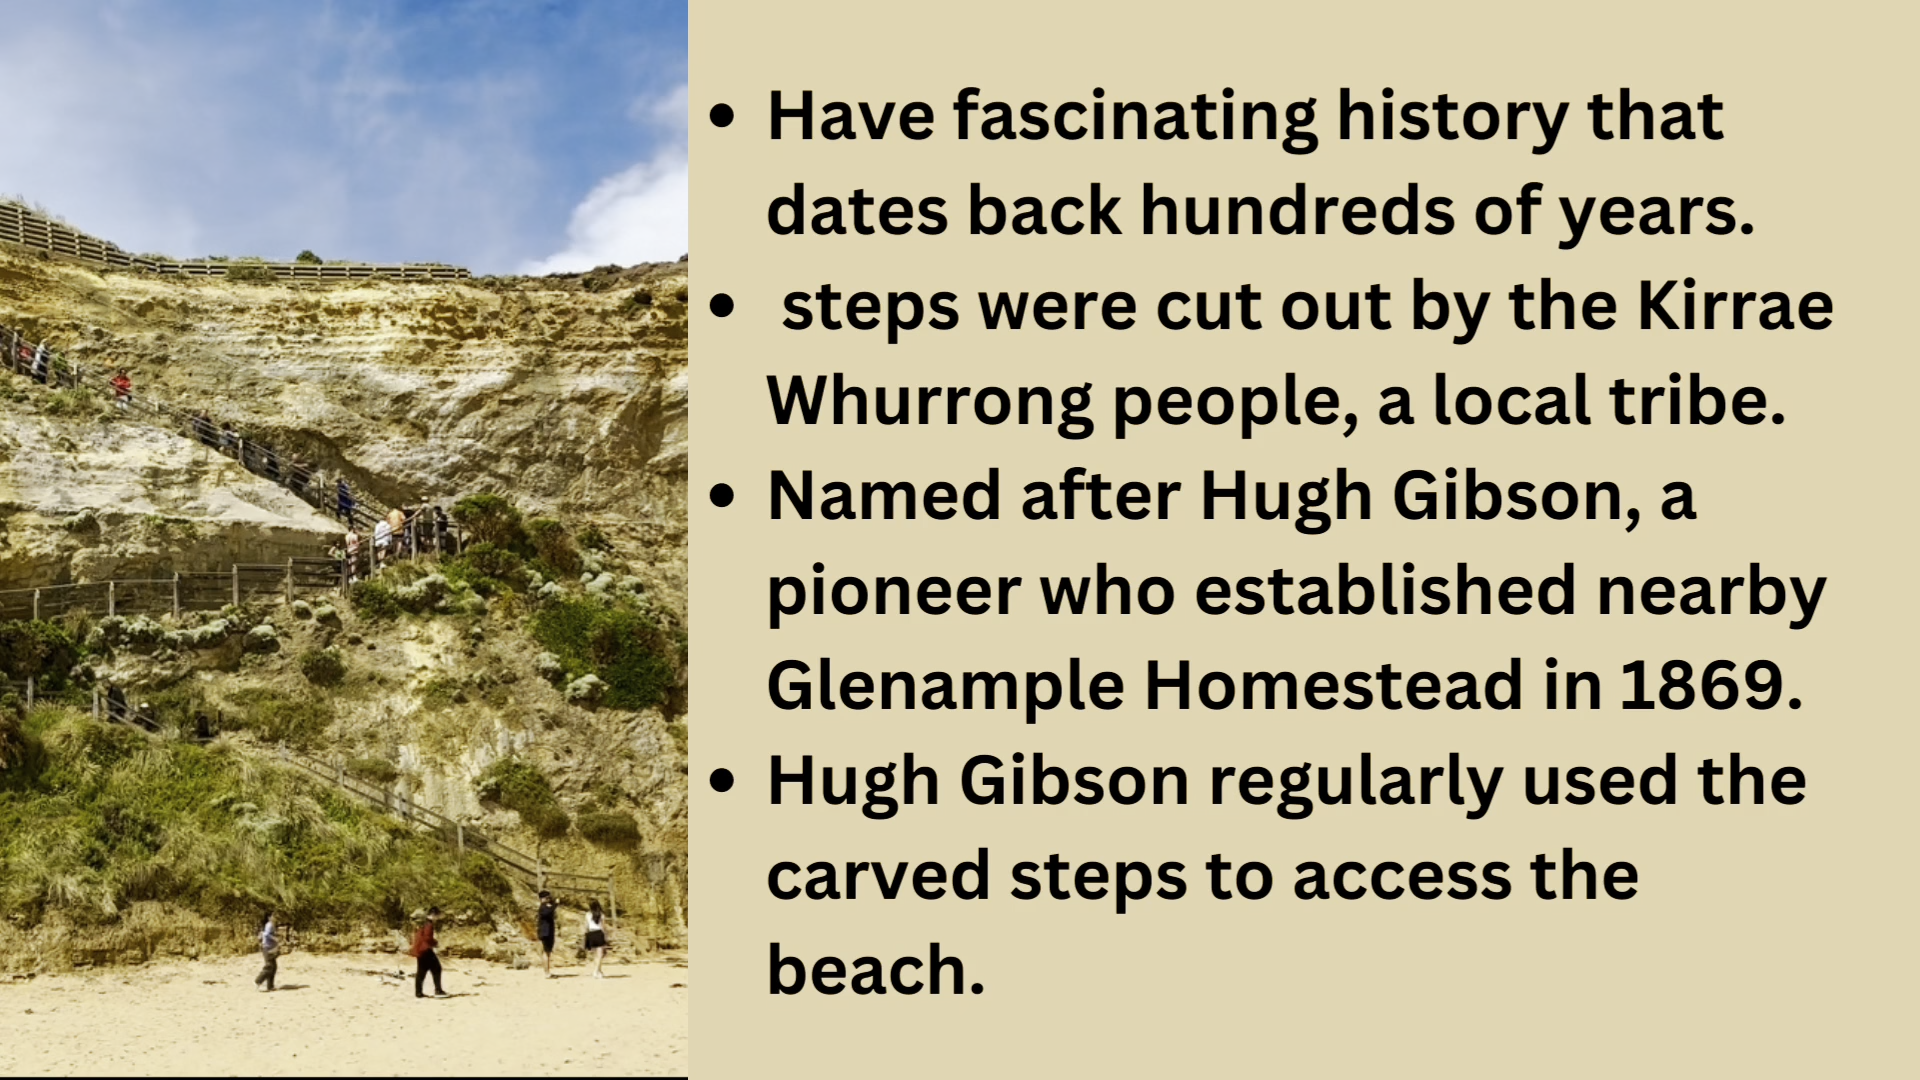 • Have fascinating history that
dates back hundreds of years.
• steps were cut out by the Kirrae
Whurrong people, a local tribe.
• Named after Hugh Gibson, a
pioneer who established nearby
Glenample Homestead in 1869.
• Hugh Gibson regularly used the
carved steps to access the
beach.